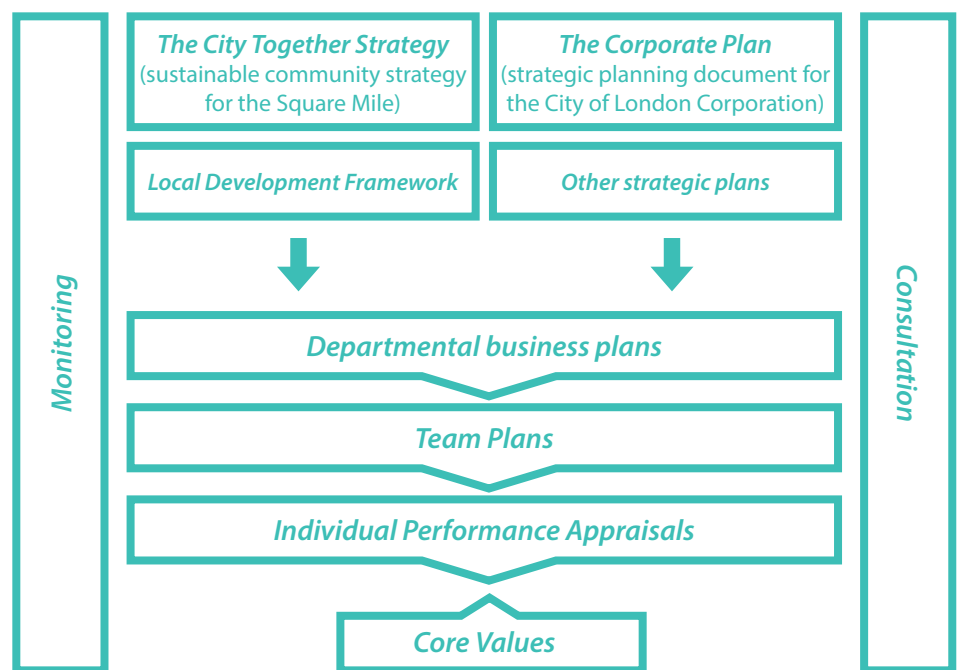 Monitoring
The City Together Strategy
(sustainable community strategy
for the Square Mile)
The Corporate Plan
(strategic planning document for
the City of London Corporation)
Local Development Framework
Other strategic plans
Departmental business plans
Team Plans
Individual Performance Appraisals
Core Values
Consultation